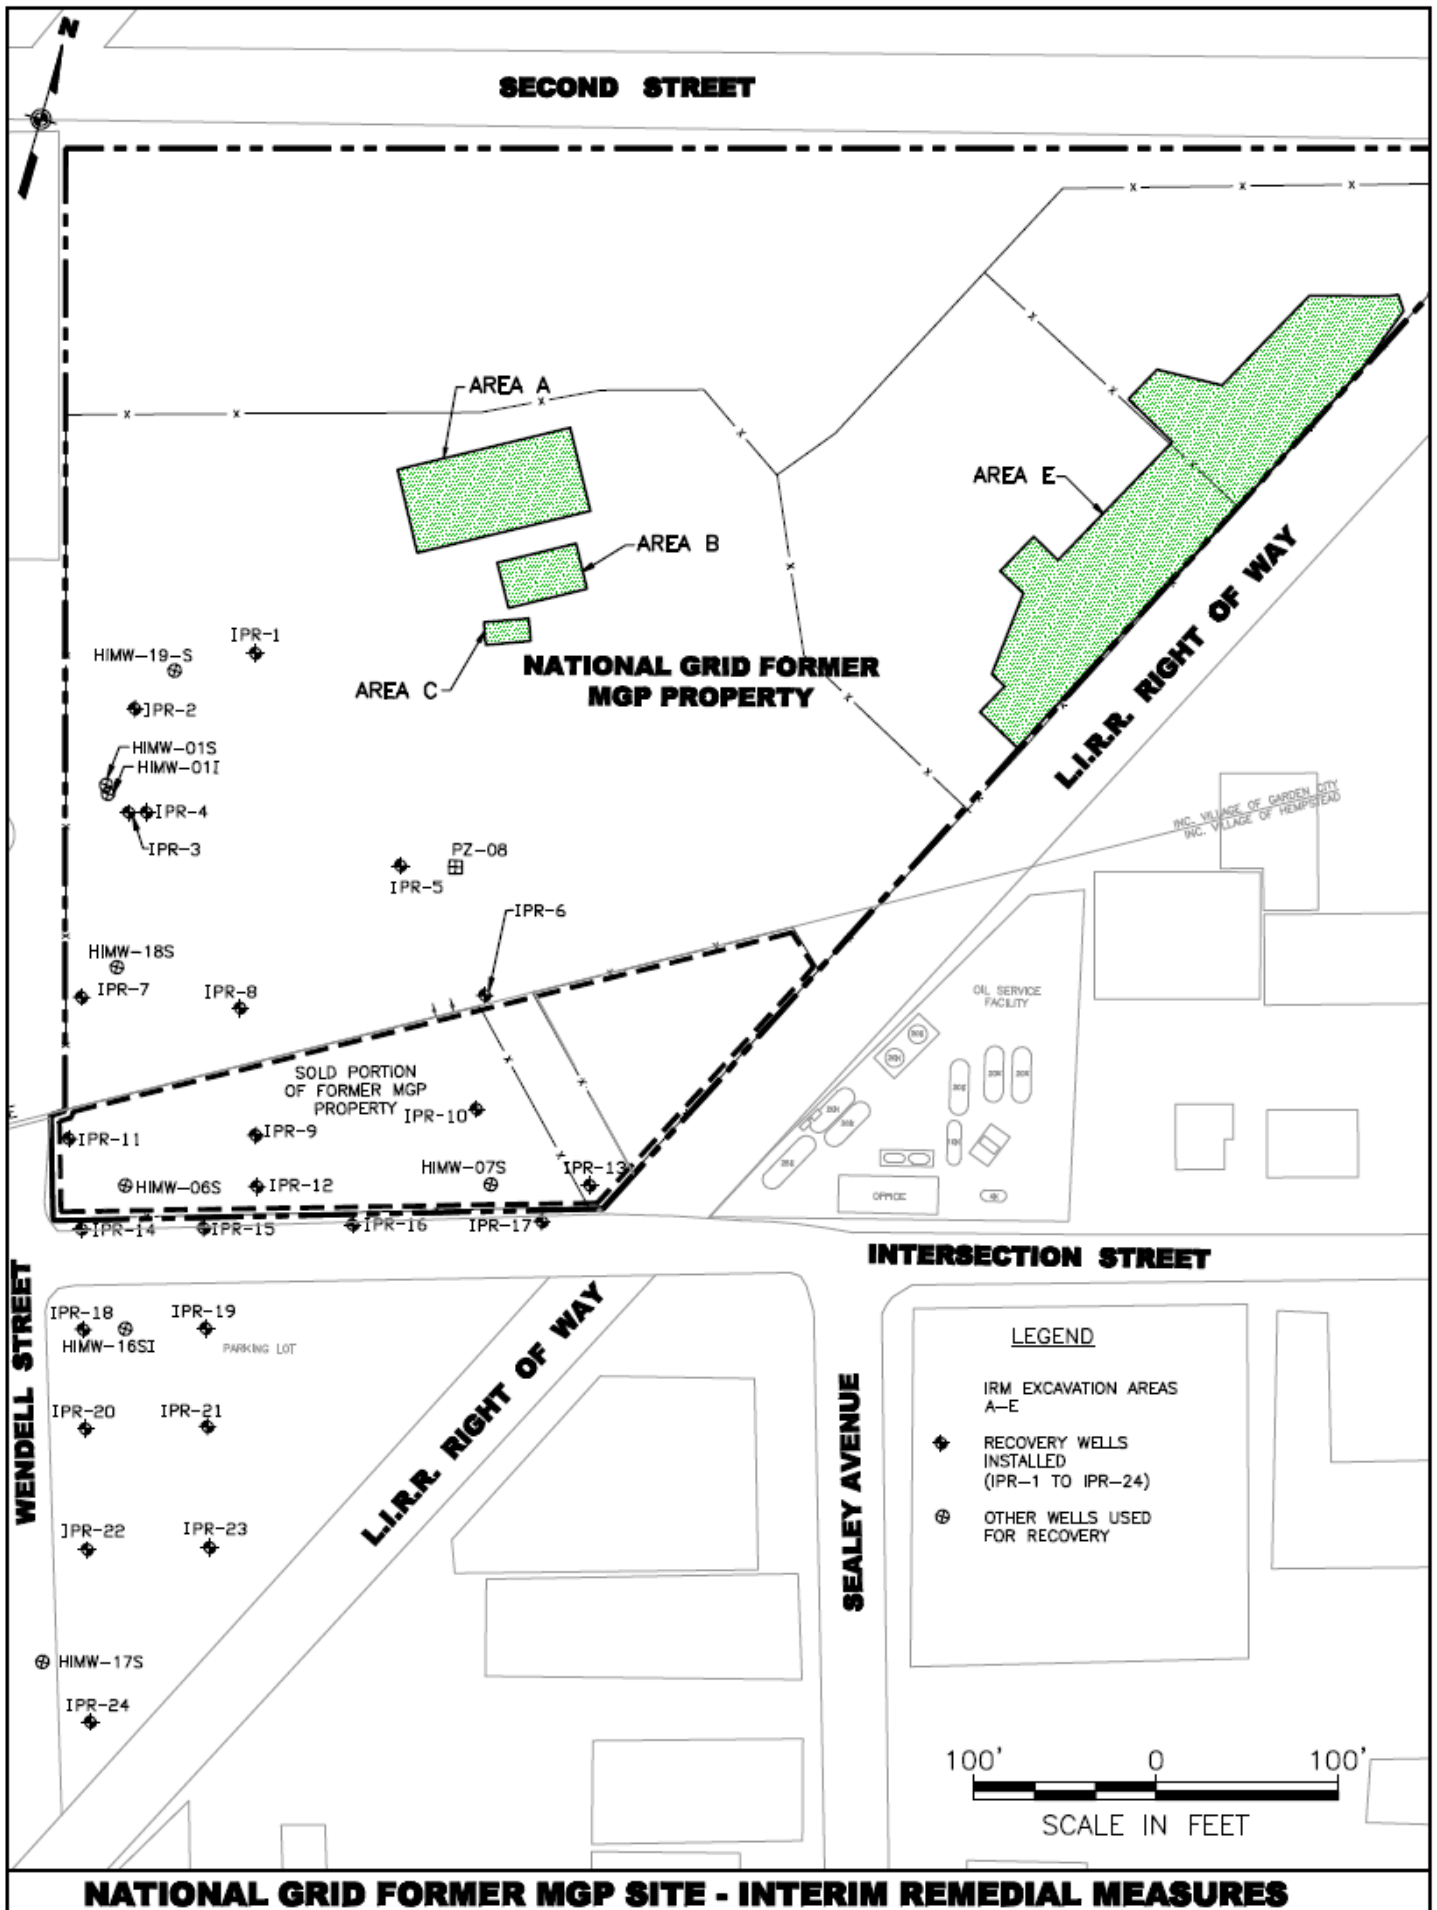 N
SECOND STREET
AREA A
AREA E
AREA B
IPR-1
HIMW-19-S
NATIONAL GRID FORMER
MGP PROPERTY
AREA C
IPR-2
L.I.R.R. RIGHT OF WAY
HIMW-01S
HIMW-01I
IPR-4
IPR-3
INC. VILLAGE OF GARDEN CITY
INC. VILLAGE OF HEMPSTEAD
PZ-08
IPR-5
IPR-6
HIMW-18S
IPR-7
IPR-8
OIL SERVICE
FACILITY
SOLD PORTION
OF FORMER MGP
PROPERTY
IPR-10
IPR-11
IPR-9
HIMW-07S
IPR-13
HIMW-06S
IPR-12
OFFICE
IPR-14
IPR-15
IPR-16
IPR-17
INTERSECTION STREET
WENDELL STREET
IPR-18
IPR-19
HIMW-16SI
PARKING LOT
L.I.R.R. RIGHT OF WAY
SEALEY AVENUE
IPR-20
IPR-21
IPR-22
IPR-23
HIMW-17S
IPR-24
LEGEND
IRM EXCAVATION AREAS
A-E
RECOVERY WELLS
INSTALLED
(IPR-1 TO IPR-24)
OTHER WELLS USED
FOR RECOVERY
100' 0 100'
SCALE IN FEET
NATIONAL GRID FORMER MGP SITE - INTERIM REMEDIAL MEASURES